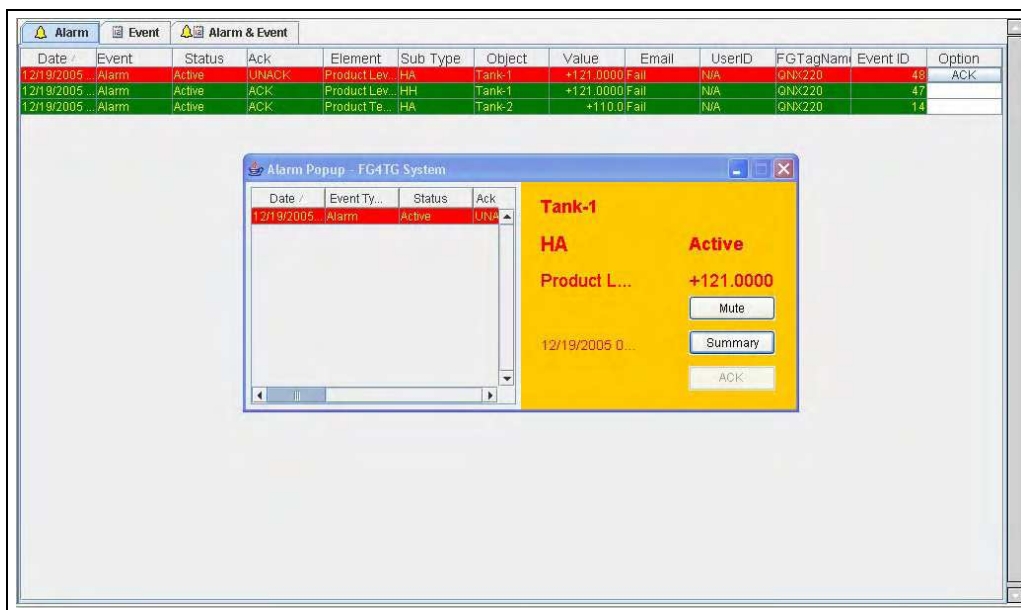 Alarm Event Alarm & Event
Date Event Status Ack Element Sub Type Object Value Email UserID FGTagName Event ID Option
12/19/2005 ... Alarm Active UNACK Product Lev... HA Tank-1 +121.0000 Fail N/A QNX220 48 ACK
12/19/2005 ... Alarm Active ACK Product Lev... HH Tank-1 +121.0000 Fail N/A QNX220 47
12/19/2005 ... Alarm Active ACK Product Te... HA Tank-2 +110.0 Fail N/A QNX220 14
Alarm Popup - FG4TG System
Date Event Ty... Status Ack
12/19/2005... Alarm Active UNA
Tank-1
HA Active
Product L... +121.0000
Mute
12/19/2005 0... Summary
ACK